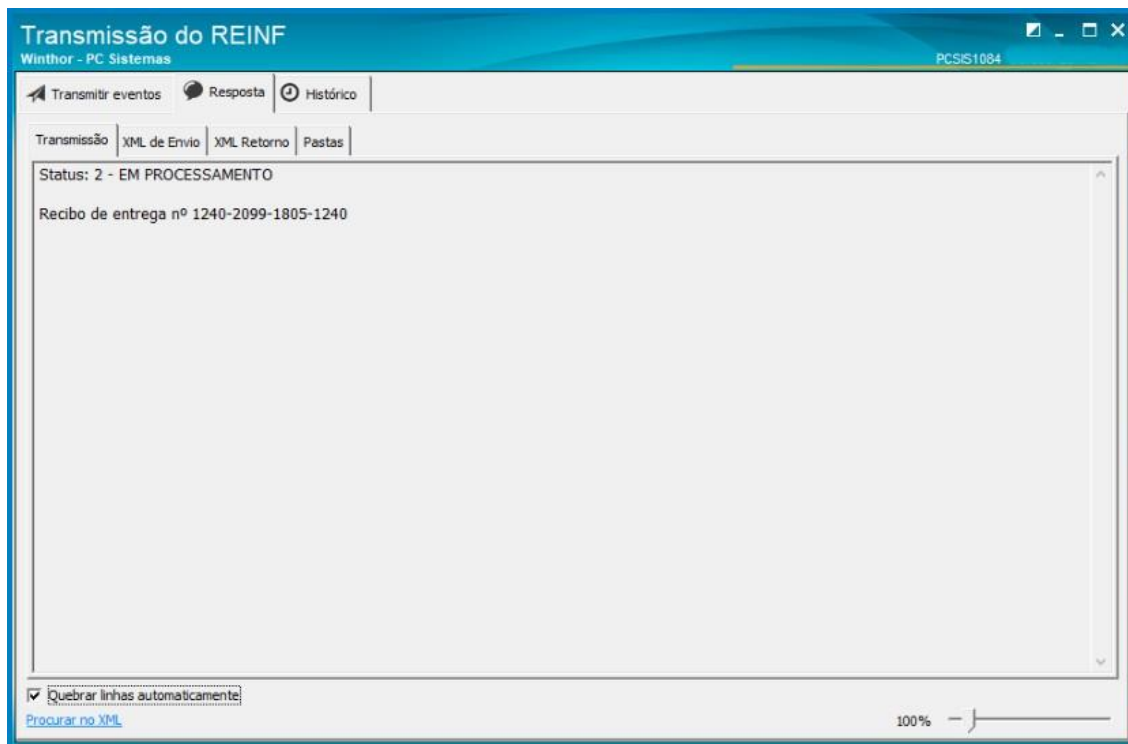 Transmissão do REINF
Winthor - PC Sistemas
PCSIS1084
Transmitir eventos Resposta Histórico
Transmissão XML de Envio XML Retorno Pastas
Status: 2 - EM PROCESSAMENTO
Recibo de entrega nº 1240-2099-1805-1240
Quebrar linhas automaticamente
Procurar no XML
100%